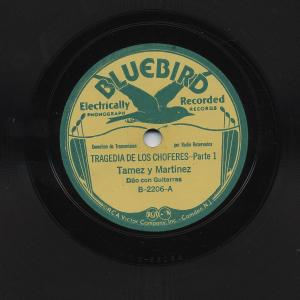 BLUEBIRD
Electrically Recorded
PHONOGRAPH RECORDS
Derechos de Transmision por Radio Reservados
TRAGEDIA DE LOS CHOFERES-Parte 1
Tamez y Martinez
Dúo con Guitarras
B-2206-A
RCA Victor Company, Inc. Camden, N.J.